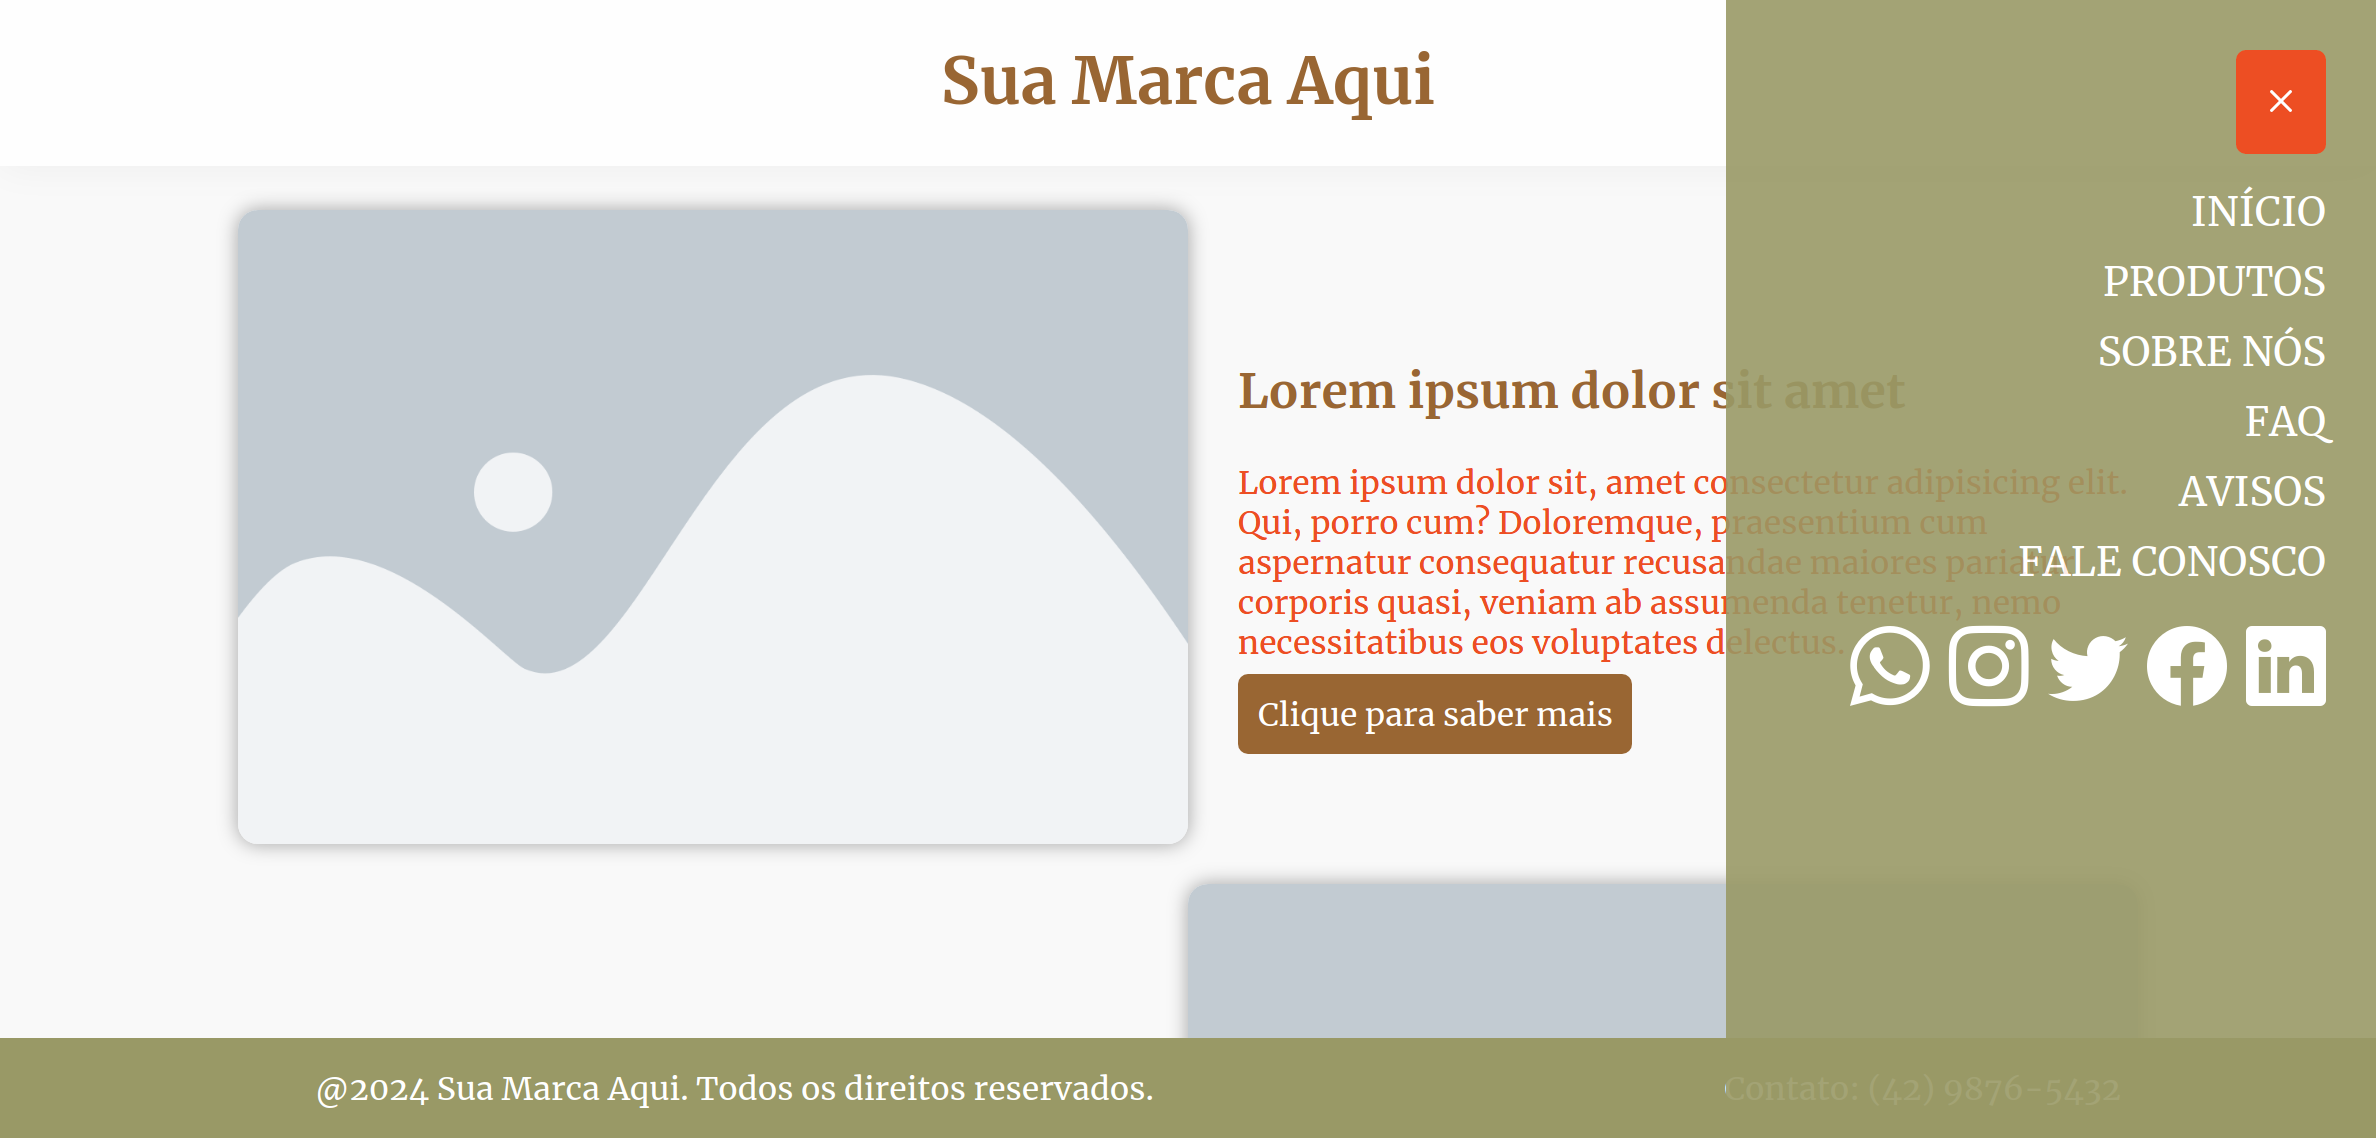 Sua Marca Aqui
INÍCIO
PRODUTOS
SOBRE NÓS
FAQ
AVISOS
FALE CONOSCO
Lorem ipsum dolor sit amet
Lorem ipsum dolor sit, amet consectetur adipisicing elit.
Qui, porro cum? Doloremque, praesentium cum
aspernatur consequatur recusandae maiores
corporis quasi, veniam ab assumenda tenetur, nemo
necessitatibus eos voluptates delectus.
Clique para saber mais
@2024 Sua Marca Aqui. Todos os direitos reservados.
Contato: (42) 9876-5432